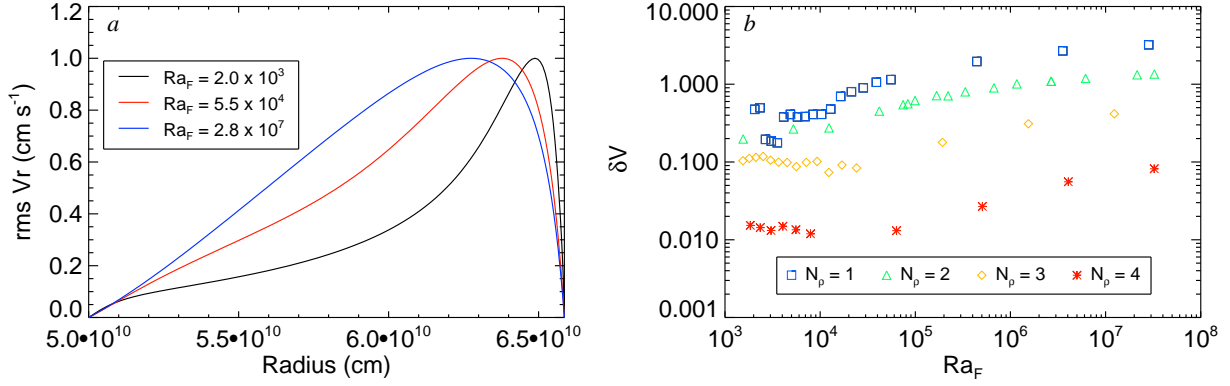 a
rms Vr (cm s⁻¹)
1.0
0.8
0.6
0.4
0.2
0.0
Ra_F = 2.0 x 10³
Ra_F = 5.5 x 10⁴
Ra_F = 2.8 x 10⁷
5.0•10¹⁰ 5.5•10¹⁰ 6.0•10¹⁰ 6.5•10¹⁰
Radius (cm)
b
δV
10.000
1.000
0.100
0.010
0.001
N_ρ = 1 N_ρ = 2 N_ρ = 3 N_ρ = 4
10³ 10⁴ 10⁵ 10⁶ 10⁷ 10⁸
Ra_F